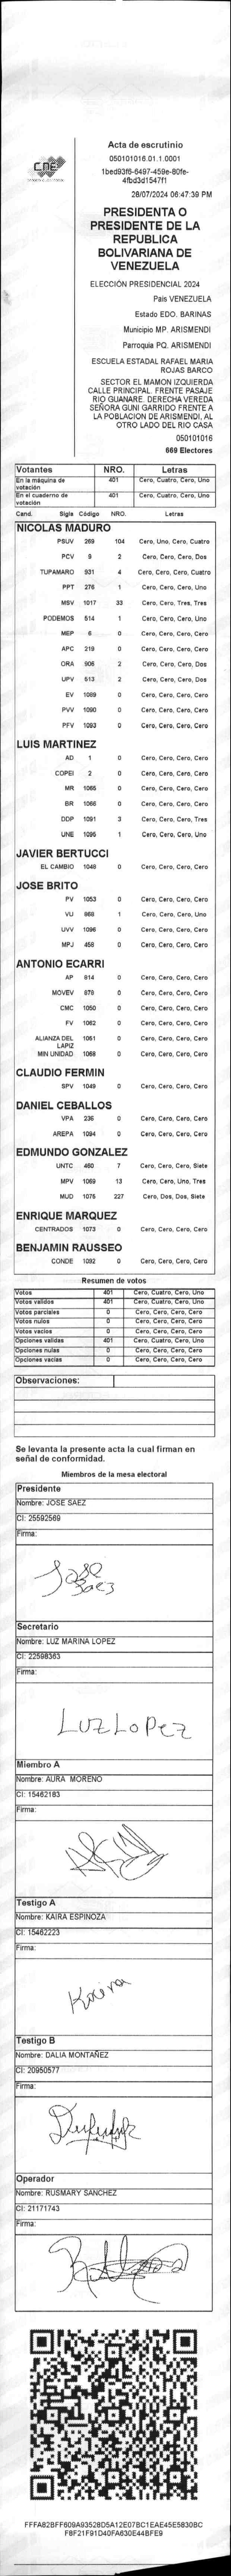 CNE
Acta de escrutinio
050101016.01.1.0001
1bed93f6-6497-459e-80fe-
4fbd3d1547f1
28/07/2024 06:47:39 PM
PRESIDENTA O
PRESIDENTE DE LA
REPUBLICA
BOLIVARIANA DE
VENEZUELA
ELECCIÓN PRESIDENCIAL 2024
País VENEZUELA
Estado EDO. BARINAS
Municipio MP. ARISMENDI
Parroquia PQ. ARISMENDI
ESCUELA ESTADAL RAFAEL MARIA
ROJAS BARCO
SECTOR EL MAMON IZQUIERDA
CALLE PRINCIPAL. FRENTE PASAJE
RIO GUANARE. DERECHA VEREDA
SEÑORA GUNI GARRIDO FRENTE A
LA POBLACION DE ARISMENDI, AL
OTRO LADO DEL RIO CASA
050101016
669 Electores
Votantes NRO. Letras
En la máquina de votación 401 Cero, Cuatro, Cero, Uno
En el cuaderno de votación 401 Cero, Cuatro, Cero, Uno
Cand. Sigla Código NRO. Letras
NICOLAS MADURO
PSUV 269 104 Cero, Uno, Cero, Cuatro
PCV 9 2 Cero, Cero, Cero, Dos
TUPAMARO 931 4 Cero, Cero, Cero, Cuatro
PPT 276 1 Cero, Cero, Cero, Uno
MSV 1017 33 Cero, Cero, Tres, Tres
PODEMOS 514 1 Cero, Cero, Cero, Uno
MEP 6 0 Cero, Cero, Cero, Cero
APC 219 0 Cero, Cero, Cero, Cero
ORA 906 2 Cero, Cero, Cero, Dos
UPV 513 2 Cero, Cero, Cero, Dos
EV 1089 0 Cero, Cero, Cero, Cero
PVV 1090 0 Cero, Cero, Cero, Cero
PFV 1093 0 Cero, Cero, Cero, Cero
LUIS MARTINEZ
AD 1 0 Cero, Cero, Cero, Cero
COPEI 2 0 Cero, Cero, Cero, Cero
MR 1065 0 Cero, Cero, Cero, Cero
BR 1066 0 Cero, Cero, Cero, Cero
DDP 1091 3 Cero, Cero, Cero, Tres
UNE 1095 1 Cero, Cero, Cero, Uno
JAVIER BERTUCCI
EL CAMBIO 1048 0 Cero, Cero, Cero, Cero
JOSE BRITO
PV 1053 0 Cero, Cero, Cero, Cero
VU 968 1 Cero, Cero, Cero, Uno
UVV 1096 0 Cero, Cero, Cero, Cero
MPJ 458 0 Cero, Cero, Cero, Cero
ANTONIO ECARRI
AP 914 0 Cero, Cero, Cero, Cero
MOVEV 979 0 Cero, Cero, Cero, Cero
CMC 1050 0 Cero, Cero, Cero, Cero
FV 1062 0 Cero, Cero, Cero, Cero
ALIANZA DEL LAPIZ 1051 0 Cero, Cero, Cero, Cero
MIN UNIDAD 1068 0 Cero, Cero, Cero, Cero
CLAUDIO FERMIN
SPV 1049 0 Cero, Cero, Cero, Cero
DANIEL CEBALLOS
VPA 236 0 Cero, Cero, Cero, Cero
AREPA 1094 0 Cero, Cero, Cero, Cero
EDMUNDO GONZALEZ
UNTC 460 7 Cero, Cero, Cero, Siete
MPV 1069 13 Cero, Cero, Uno, Tres
MUD 1075 227 Cero, Dos, Dos, Siete
ENRIQUE MARQUEZ
CENTRADOS 1073 0 Cero, Cero, Cero, Cero
BENJAMIN RAUSSEO
CONDE 1092 0 Cero, Cero, Cero, Cero
Resumen de votos
Votos 401 Cero, Cuatro, Cero, Uno
Votos validos 401 Cero, Cuatro, Cero, Uno
Votos parciales 0 Cero, Cero, Cero, Cero
Votos nulos 0 Cero, Cero, Cero, Cero
Votos vacios 0 Cero, Cero, Cero, Cero
Opciones validas 401 Cero, Cuatro, Cero, Uno
Opciones nulas 0 Cero, Cero, Cero, Cero
Opciones vacias 0 Cero, Cero, Cero, Cero
Observaciones:
Se levanta la presente acta la cual firman en
señal de conformidad.
Miembros de la mesa electoral
Presidente
Nombre: JOSE SAEZ
CI: 25592569
Firma:
Jose
Saez
Secretario
Nombre: LUZ MARINA LOPEZ
CI: 22598363
Firma:
Luz Lopez
Miembro A
Nombre: AURA MORENO
CI: 15462183
Firma:
Testigo A
Nombre: KAIRA ESPINOZA
CI: 15462223
Firma:
Kaira
Testigo B
Nombre: DALIA MONTAÑEZ
CI: 20950577
Firma:
Operador
Nombre: RUSMARY SANCHEZ
CI: 21171743
Firma:
FFFA82BFF609A93528D5A12E07BC1EAE45E5830BC
F8F21F91D40FA630E44BFE9